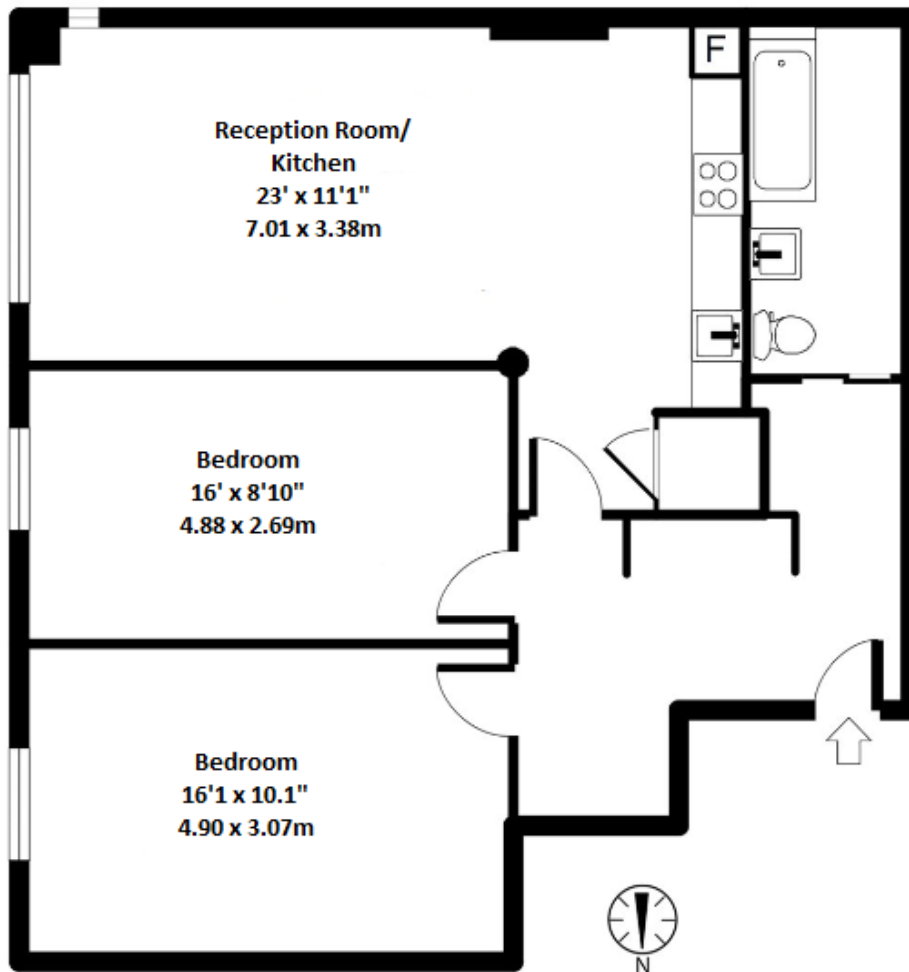 F
Reception Room/
Kitchen
23' x 11'1"
7.01 x 3.38m
Bedroom
16' x 8'10"
4.88 x 2.69m
Bedroom
16'1 x 10.1"
4.90 x 3.07m
N